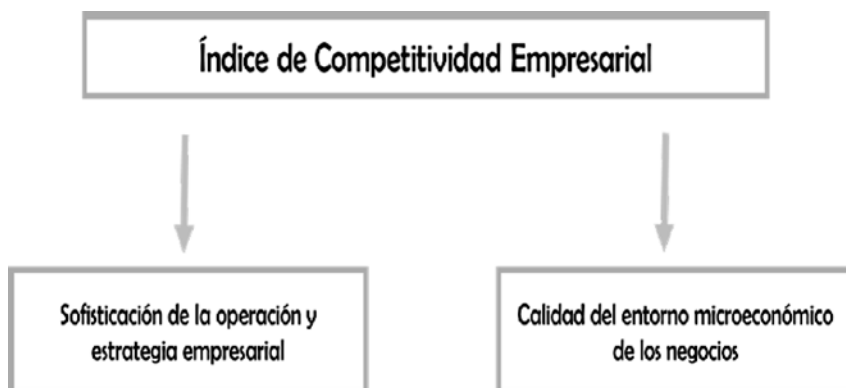 Índice de Competitividad Empresarial
Sofisticación de la operación y
estrategia empresarial
Calidad del entorno microeconómico
de los negocios